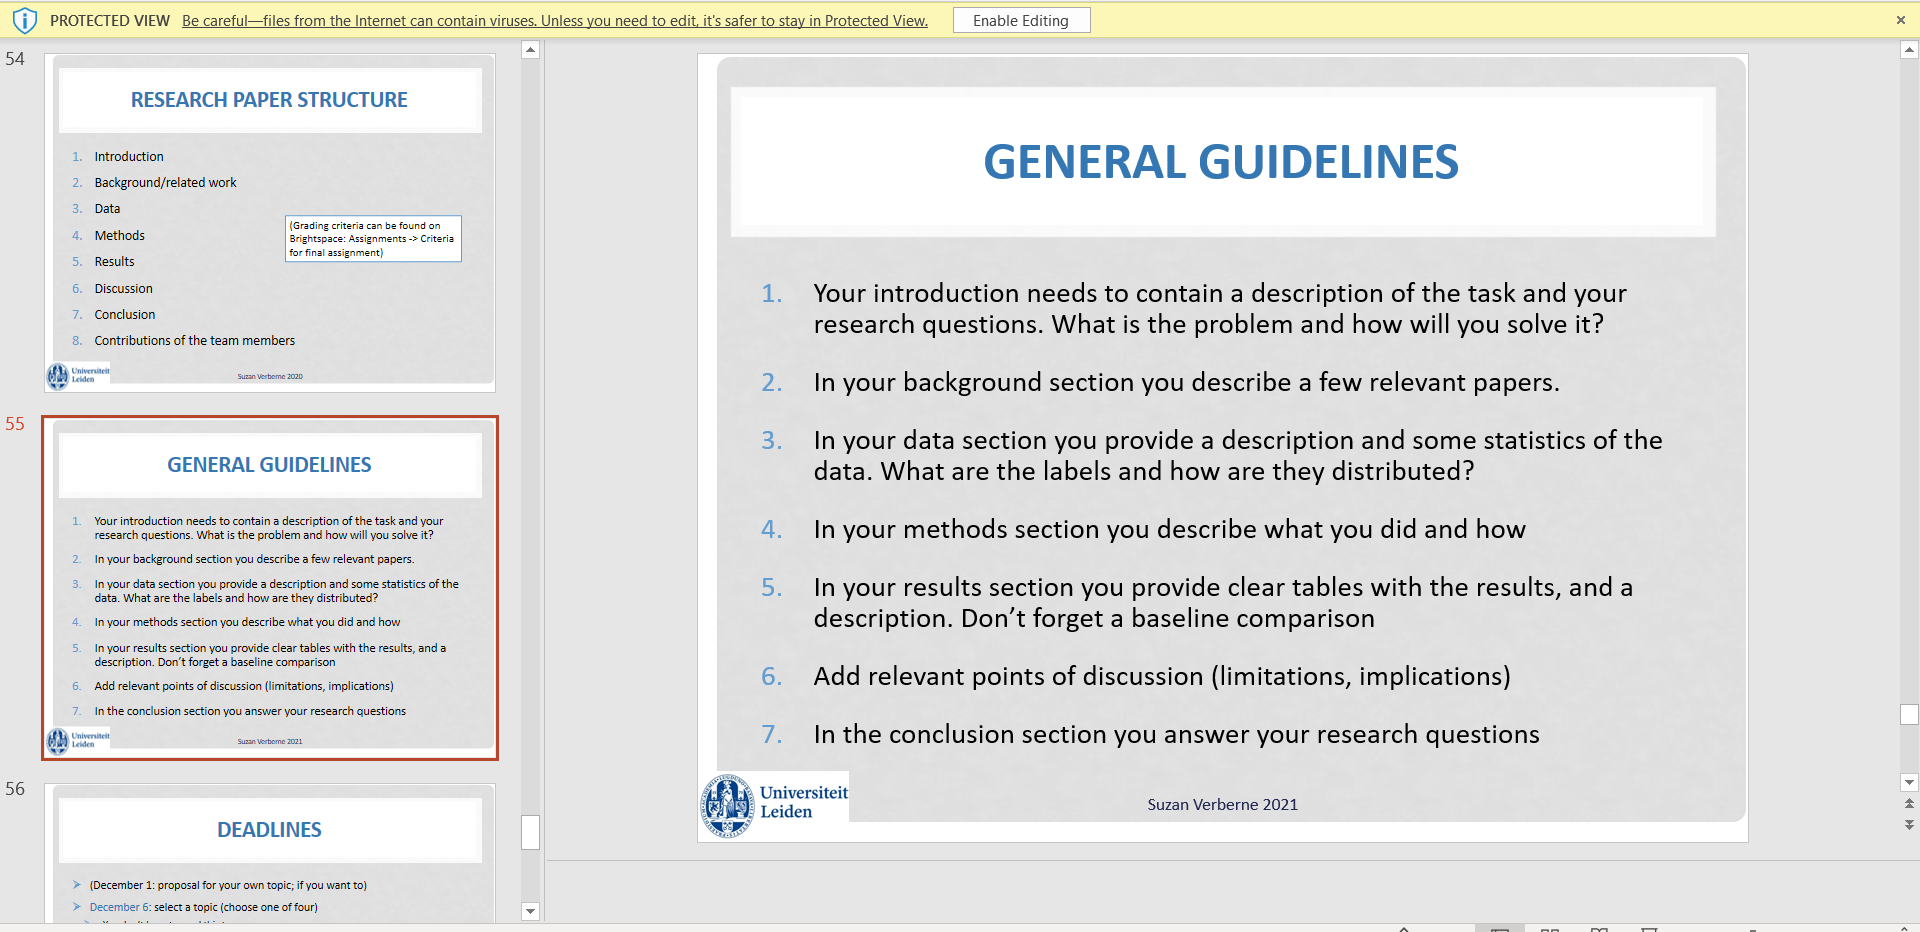 PROTECTED VIEW Be careful—files from the Internet can contain viruses. Unless you need to edit, it's safer to stay in Protected View. Enable Editing
54
RESEARCH PAPER STRUCTURE
1. Introduction
2. Background/related work
3. Data
4. Methods
5. Results
6. Discussion
7. Conclusion
8. Contributions of the team members
(Grading criteria can be found on
Brightspace: Assignments -> Criteria
for final assignment)
Universiteit
Leiden
Suzan Verberne 2020
55
GENERAL GUIDELINES
1. Your introduction needs to contain a description of the task and your
research questions. What is the problem and how will you solve it?
2. In your background section you describe a few relevant papers.
3. In your data section you provide a description and some statistics of the
data. What are the labels and how are they distributed?
4. In your methods section you describe what you did and how
5. In your results section you provide clear tables with the results, and a
description. Don't forget a baseline comparison
6. Add relevant points of discussion (limitations, implications)
7. In the conclusion section you answer your research questions
Universiteit
Leiden
Suzan Verberne 2021
56
DEADLINES
(December 1: proposal for your own topic; if you want to)
December 6: select a topic (choose one of four)
GENERAL GUIDELINES
1. Your introduction needs to contain a description of the task and your
research questions. What is the problem and how will you solve it?
2. In your background section you describe a few relevant papers.
3. In your data section you provide a description and some statistics of the
data. What are the labels and how are they distributed?
4. In your methods section you describe what you did and how
5. In your results section you provide clear tables with the results, and a
description. Don't forget a baseline comparison
6. Add relevant points of discussion (limitations, implications)
7. In the conclusion section you answer your research questions
Universiteit
Leiden
Suzan Verberne 2021